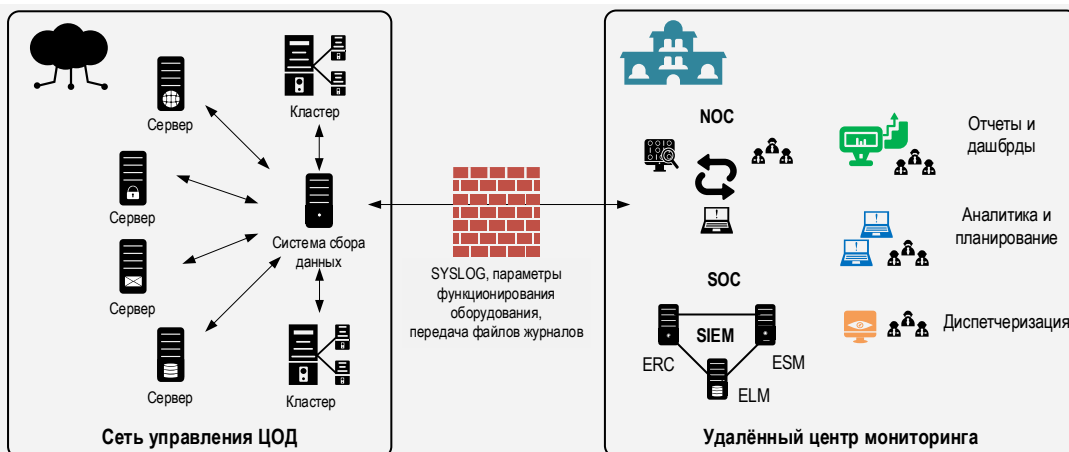 Сервер
Кластер
Сервер
Система сбора
данных
Сервер
Сервер
Кластер
Сеть управления ЦОД
SYSLOG, параметры
функционирования
оборудования,
передача файлов журналов
NOC
SOC
SIEM
ERC
ESM
ELM
Отчеты и
дашбрды
Аналитика и
планирование
Диспетчеризация
Удалённый центр мониторинга